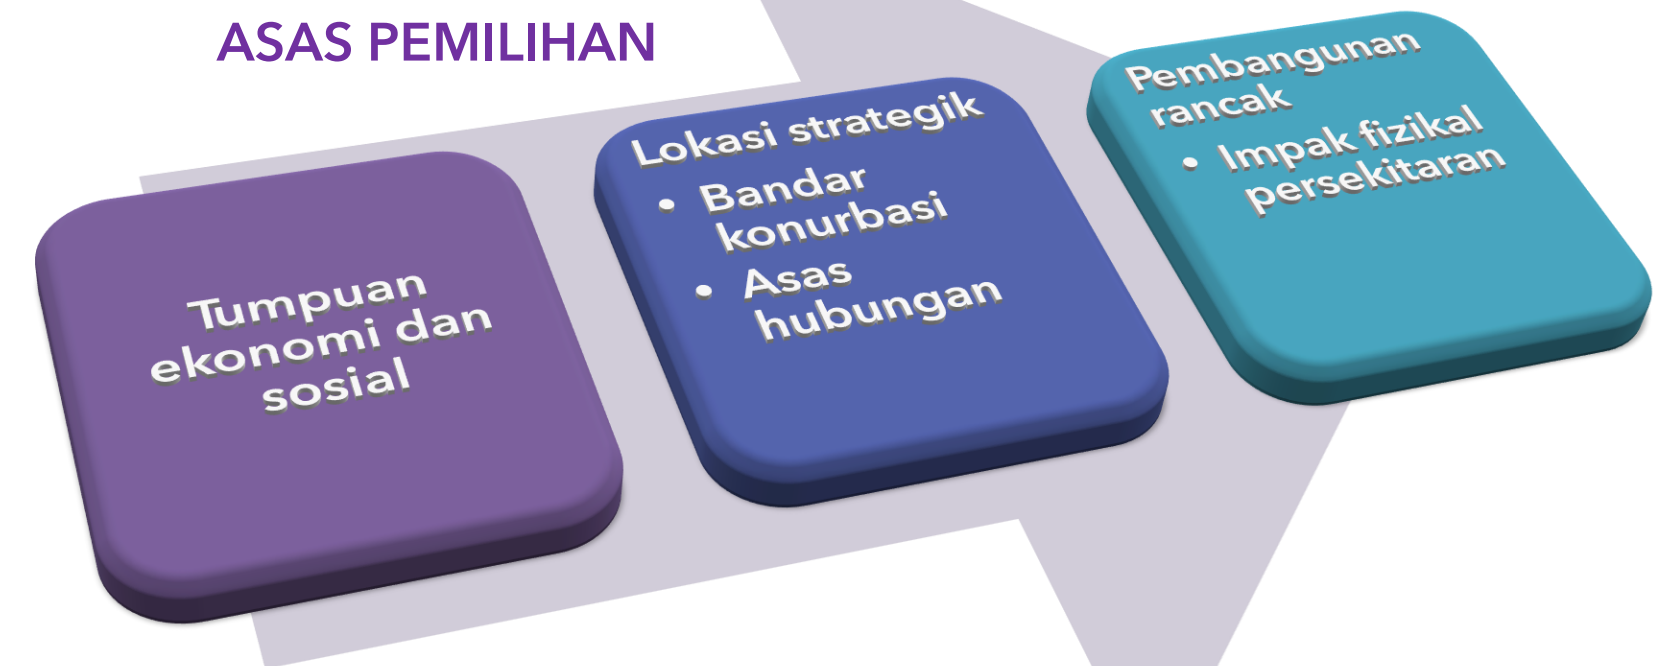 ASAS PEMILIHAN
Tumpuan
ekonomi dan
sosial
Lokasi strategik
• Bandar
konurbasi
• Asas
hubungan
Pembangunan
rancak
• Impak fizikal
persekitaran